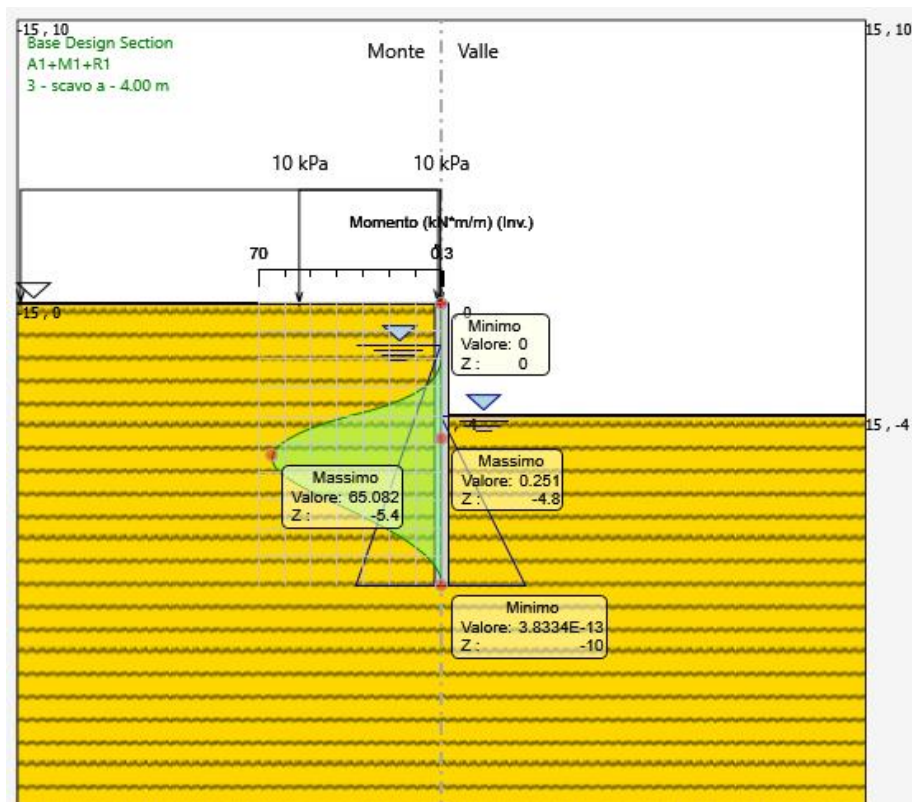 -15 , 10
15 , 10
Base Design Section
A1+M1+R1
3 - scavo a - 4.00 m
Monte
Valle
10 kPa
10 kPa
Momento (kN*m/m) (Inv.)
70
0.3
-15 , 0
0
Minimo
Valore: 0
Z : 0
, -4
15 , -4
Massimo
Valore: 0.251
Z : -4.8
Massimo
Valore: 65.082
Z : -5.4
Minimo
Valore: 3.8334E-13
Z : -10